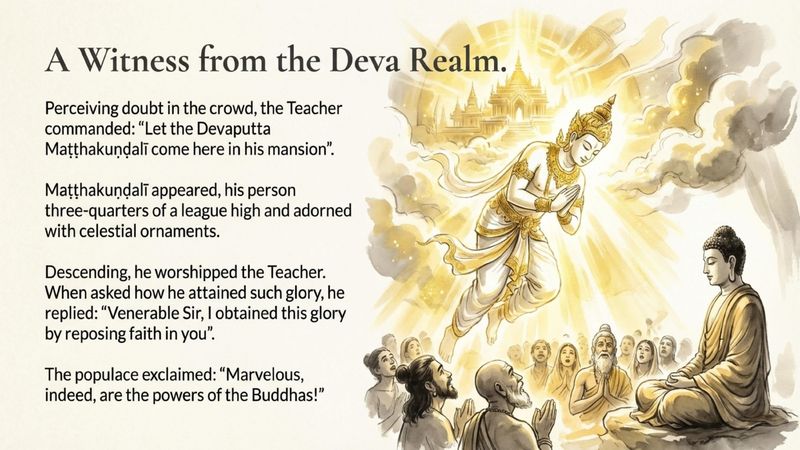 A Witness from the Deva Realm.
Perceiving doubt in the crowd, the Teacher
commanded: “Let the Devaputta
Maṭṭhakuṇḍalī come here in his mansion”.
Maṭṭhakuṇḍalī appeared, his person
three-quarters of a league high and adorned
with celestial ornaments.
Descending, he worshipped the Teacher.
When asked how he attained such glory, he
replied: “Venerable Sir, I obtained this glory
by reposing faith in you”.
The populace exclaimed: “Marvelous,
indeed, are the powers of the Buddhas!”